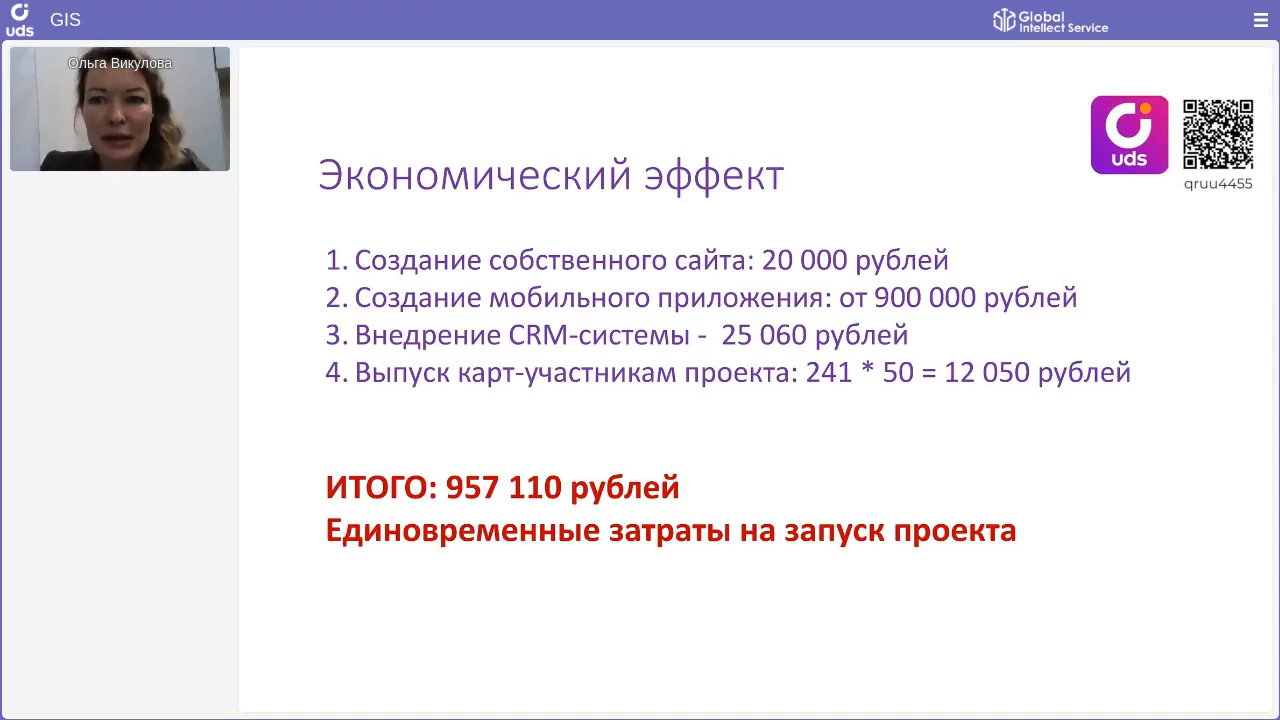 uds
GIS
Global
Intellect Service
Ольга Викулова
uds
qruu4455
Экономический эффект
1. Создание собственного сайта: 20 000 рублей
2. Создание мобильного приложения: от 900 000 рублей
3. Внедрение CRM-системы - 25 060 рублей
4. Выпуск карт-участникам проекта: 241 * 50 = 12 050 рублей
ИТОГО: 957 110 рублей
Единовременные затраты на запуск проекта